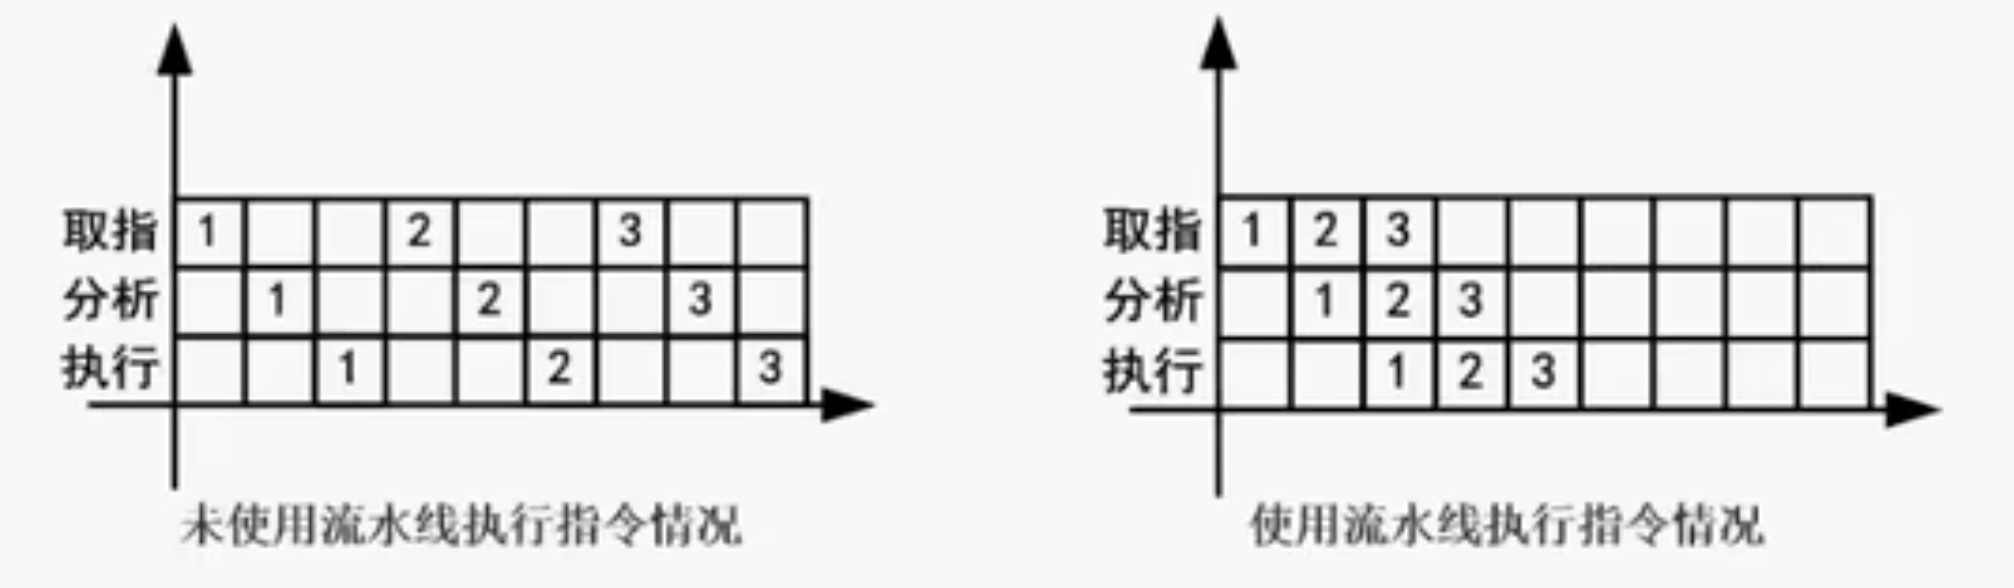 取指 1 2 3
分析 1 2 3
执行 1 2 3
未使用流水线执行指令情况
取指 1 2 3
分析 1 2 3
执行 1 2 3
使用流水线执行指令情况